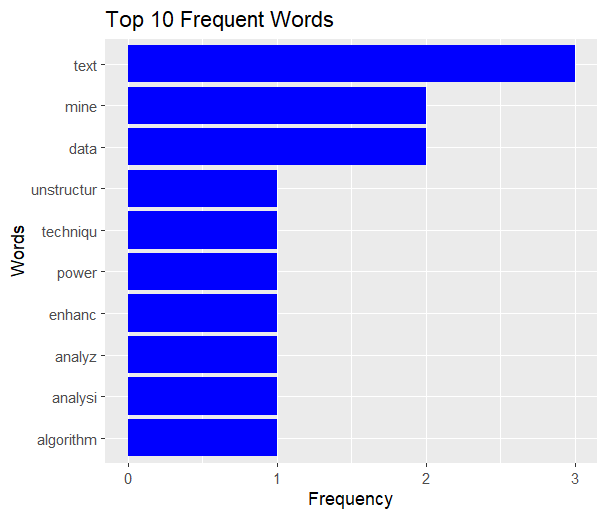 Top 10 Frequent Words
text
mine
data
unstructur
techniqu
power
enhanc
analyz
analysi
algorithm
Words
0 1 2 3
Frequency